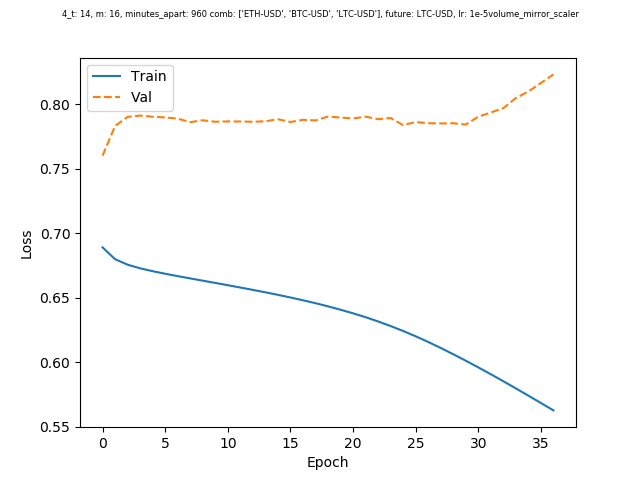 4_t: 14, m: 16, minutes_apart: 960 comb: ['ETH-USD', 'BTC-USD', 'LTC-USD'], future: LTC-USD, lr: 1e-5volume_mirror_scaler
Train
Val
0.80
0.75
0.70
0.65
0.60
0.55
Loss
0 5 10 15 20 25 30 35
Epoch